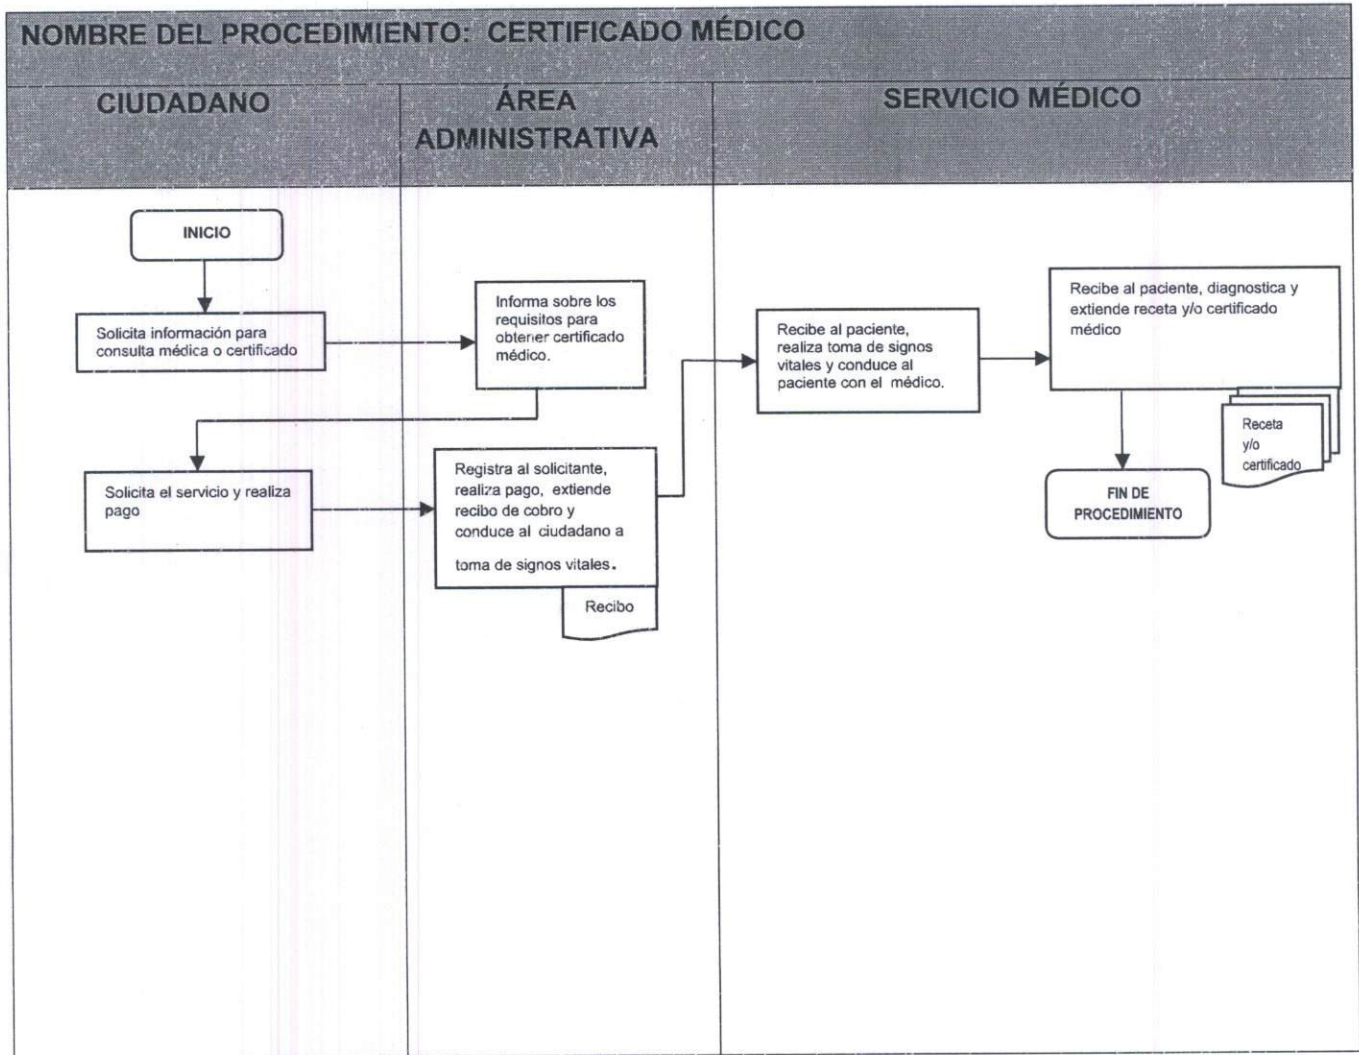 NOMBRE DEL PROCEDIMIENTO: CERTIFICADO MÉDICO
CIUDADANO
ÁREA
ADMINISTRATIVA
SERVICIO MÉDICO
INICIO
Solicita información para
consulta médica o certificado
Informa sobre los
requisitos para
obtener certificado
médico.
Solicita el servicio y realiza
pago
Registra al solicitante,
realiza pago, extiende
recibo de cobro y
conduce al ciudadano a
toma de signos vitales.
Recibo
Recibe al paciente,
realiza toma de signos
vitales y conduce al
paciente con el médico.
Recibe al paciente, diagnostica y
extiende receta y/o certificado
médico
Receta
y/o
certificado
FIN DE
PROCEDIMIENTO